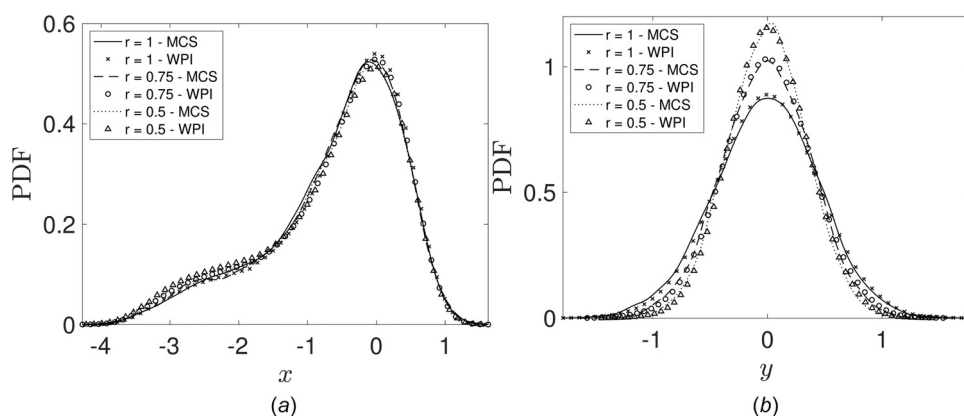 0.6
0.4
0.2
0
PDF
r = 1 - MCS
r = 1 - WPI
r = 0.75 - MCS
r = 0.75 - WPI
r = 0.5 - MCS
r = 0.5 - WPI
-4 -3 -2 -1 0 1
x
(a)
1
0.5
0
PDF
r = 1 - MCS
r = 1 - WPI
r = 0.75 - MCS
r = 0.75 - WPI
r = 0.5 - MCS
r = 0.5 - WPI
-1 0 1
y
(b)